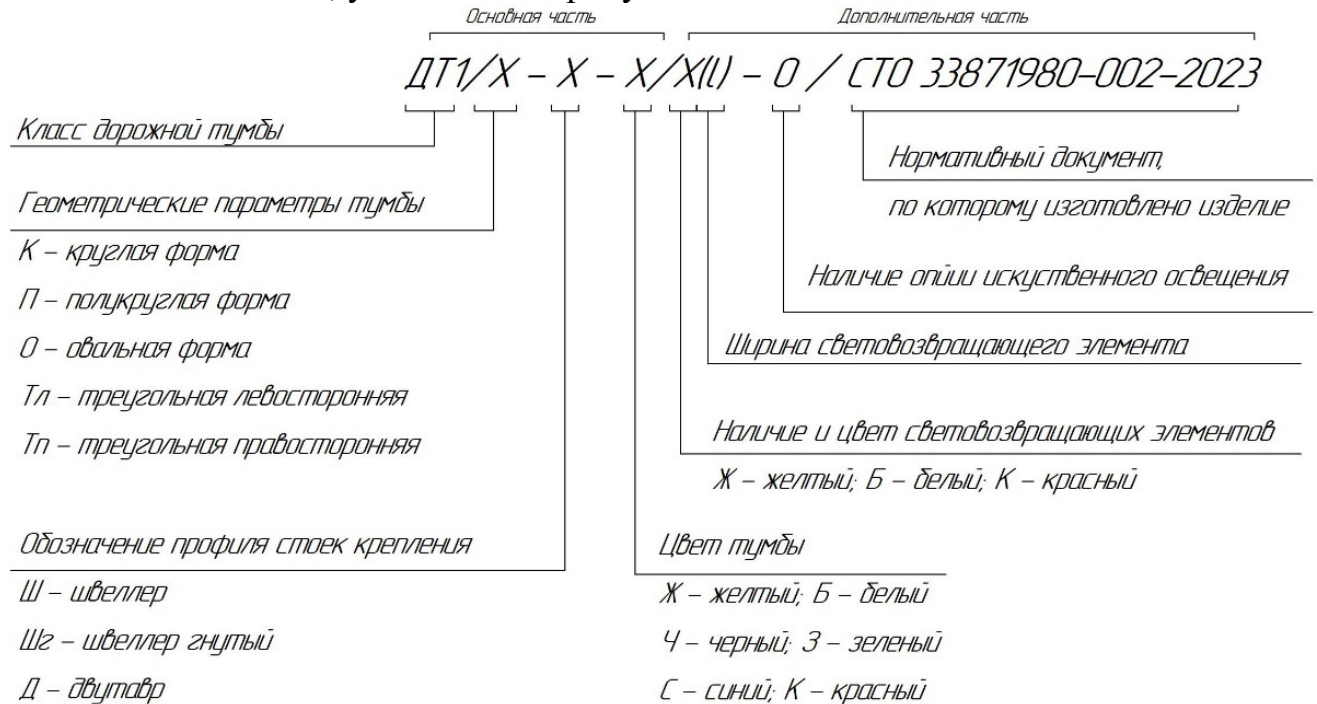 Основная часть
Дополнительная часть
ДТ1/Х – Х – Х/Х(l) – О / СТО 33871980-002-2023
Класс дорожной тумбы
Нормативный документ,
по которому изготовлено изделие
Геометрические параметры тумбы
К – круглая форма
П – полукруглая форма
О – овальная форма
Тл – треугольная левосторонняя
Тп – треугольная правосторонняя
Наличие опции искуственного освещения
Ширина световозвращающего элемента
Наличие и цвет световозвращающих элементов
Ж – желтый; Б – белый; К – красный
Обозначение профиля стоек крепления
Ш – швеллер
Шг – швеллер гнутый
Д – двутавр
Цвет тумбы
Ж – желтый; Б – белый
Ч – черный; З – зеленый
С – синий; К – красный